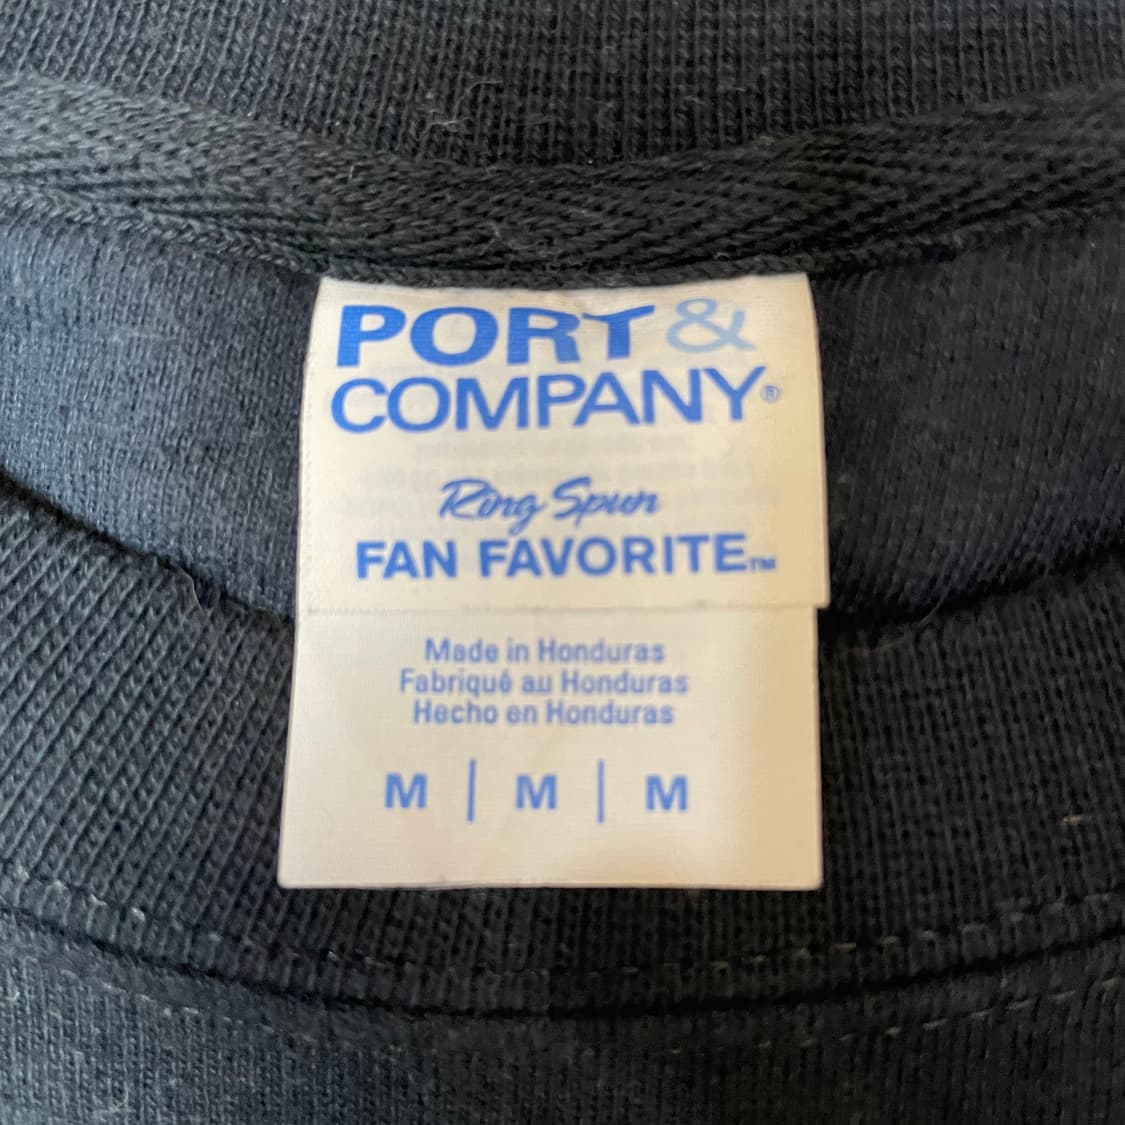 PORT &
COMPANY®
Ring Spun
FAN FAVORITE™
Made in Honduras
Fabriqué au Honduras
Hecho en Honduras
M | M | M